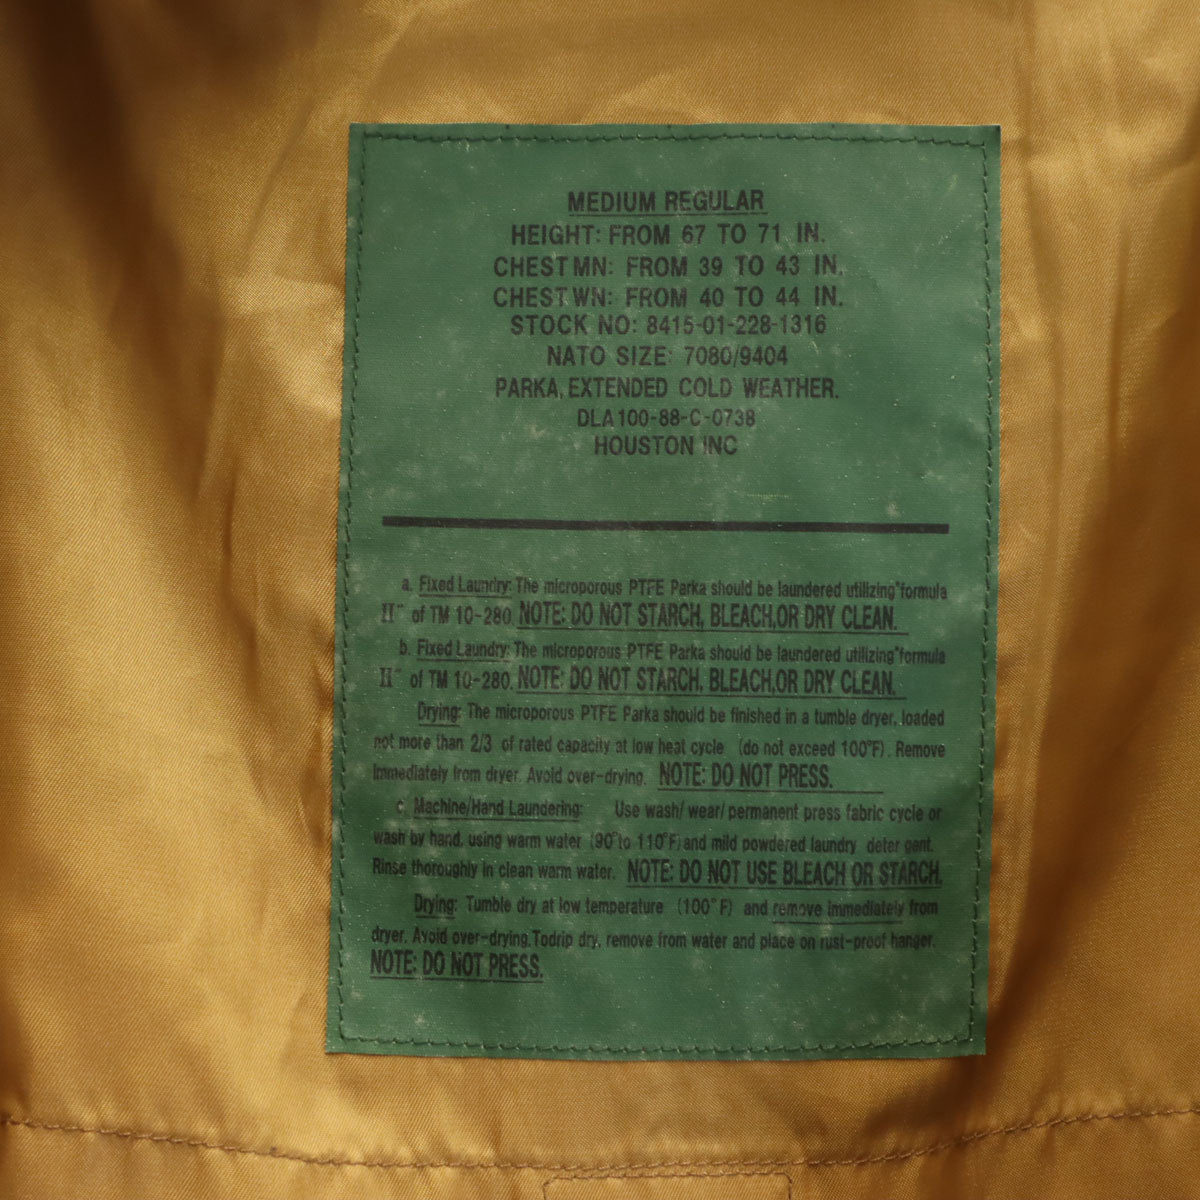 MEDIUM REGULAR
HEIGHT: FROM 67 TO 71 IN.
CHEST MN: FROM 39 TO 43 IN.
CHEST WN: FROM 40 TO 44 IN.
STOCK NO: 8415-01-228-1316
NATO SIZE: 7080/9404
PARKA, EXTENDED COLD WEATHER.
DLA100-88-C-0738
HOUSTON INC
a. Fixed Laundry: The microporous PTFE Parka should be laundered utilizing "formula
II" of TM 10-280. NOTE: DO NOT STARCH, BLEACH,OR DRY CLEAN.
b. Fixed Laundry: The microporous PTFE Parka should be laundered utilizing "formula
II" of TM 10-280. NOTE: DO NOT STARCH, BLEACH,OR DRY CLEAN.
Drying: The microporous PTFE Parka should be finished in a tumble dryer, loaded
not more than 2/3 of rated capacity at low heat cycle (do not exceed 100°F). Remove
immediately from dryer. Avoid over-drying. NOTE: DO NOT PRESS.
c. Machine/Hand Laundering: Use wash/ wear/ permanent press fabric cycle or
wash by hand, using warm water (90°to 110°F) and mild powdered laundry deter gent.
Rinse thoroughly in clean warm water. NOTE: DO NOT USE BLEACH OR STARCH.
Drying: Tumble dry at low temperature (100°F) and remove immediately from
dryer. Avoid over-drying.Todrip dry, remove from water and place on rust-proof hanger.
NOTE: DO NOT PRESS.